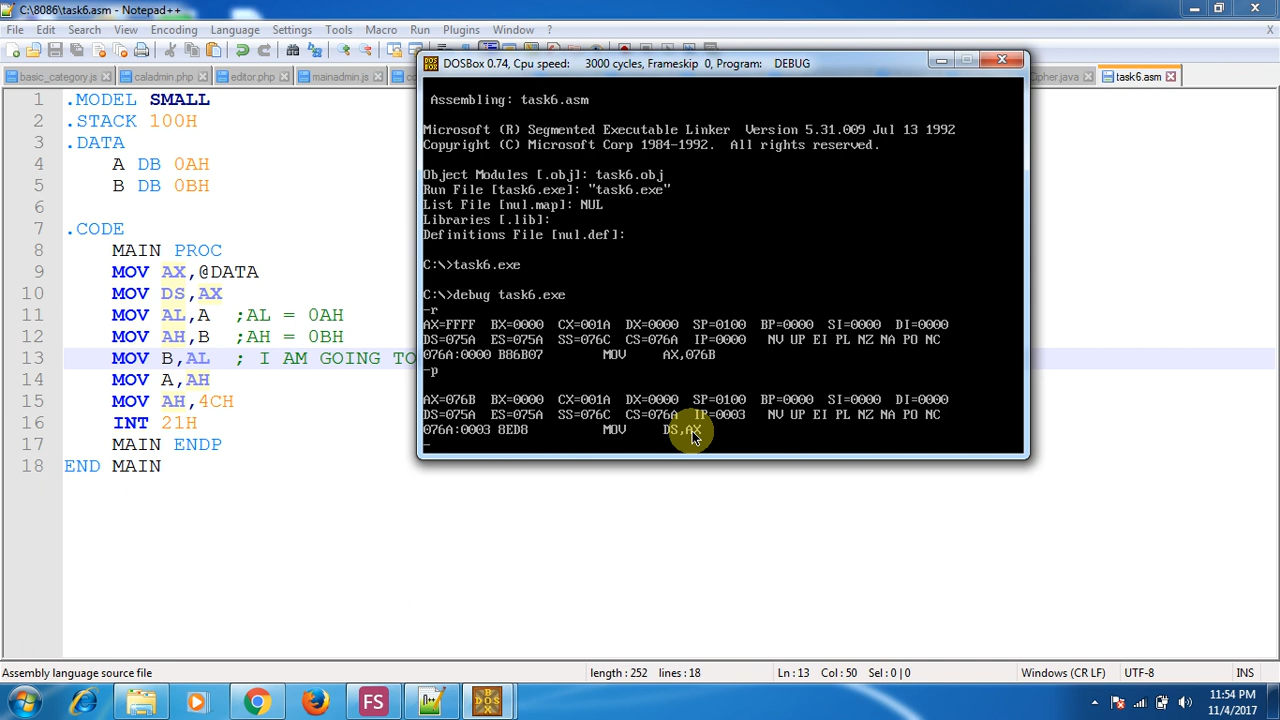 C:\8086\task6.asm - Notepad++
File Edit Search View Encoding Language Settings Tools Macro Run Plugins Window ?
X
basic_category.js caladmin.php editor.php mainadmin.js
cipher.java task6.asm
1 .MODEL SMALL
2 .STACK 100H
3 .DATA
4 A DB 0AH
5 B DB 0BH
6
7 .CODE
8 MAIN PROC
9 MOV AX,@DATA
10 MOV DS,AX
11 MOV AL,A ;AL = 0AH
12 MOV AH,B ;AH = 0BH
13 MOV B,AL ; I AM GOING TO
14 MOV A,AH
15 MOV AH,4CH
16 INT 21H
17 MAIN ENDP
18 END MAIN
DOSBox 0.74, Cpu speed: 3000 cycles, Frameskip 0, Program: DEBUG
Assembling: task6.asm
Microsoft (R) Segmented Executable Linker Version 5.31.009 Jul 13 1992
Copyright (C) Microsoft Corp 1984-1992. All rights reserved.
Object Modules [.obj]: task6.obj
Run File [task6.exe]: "task6.exe"
List File [nul.map]: NUL
Libraries [.lib]:
Definitions File [nul.def]:
C:\>task6.exe
C:\>debug task6.exe
-r
AX=FFFF BX=0000 CX=001A DX=0000 SP=0100 BP=0000 SI=0000 DI=0000
DS=075A ES=075A SS=076C CS=076A IP=0000 NV UP EI PL NZ NA PO NC
076A:0000 B86B07 MOV AX,076B
-p
AX=076B BX=0000 CX=001A DX=0000 SP=0100 BP=0000 SI=0000 DI=0000
DS=075A ES=075A SS=076C CS=076A IP=0003 NV UP EI PL NZ NA PO NC
076A:0003 8ED8 MOV DS,AX
-
Assembly language source file length : 252 lines : 18 Ln : 13 Col : 50 Sel : 0 | 0 Windows (CR LF) UTF-8 INS
FS
11:54 PM
11/4/2017